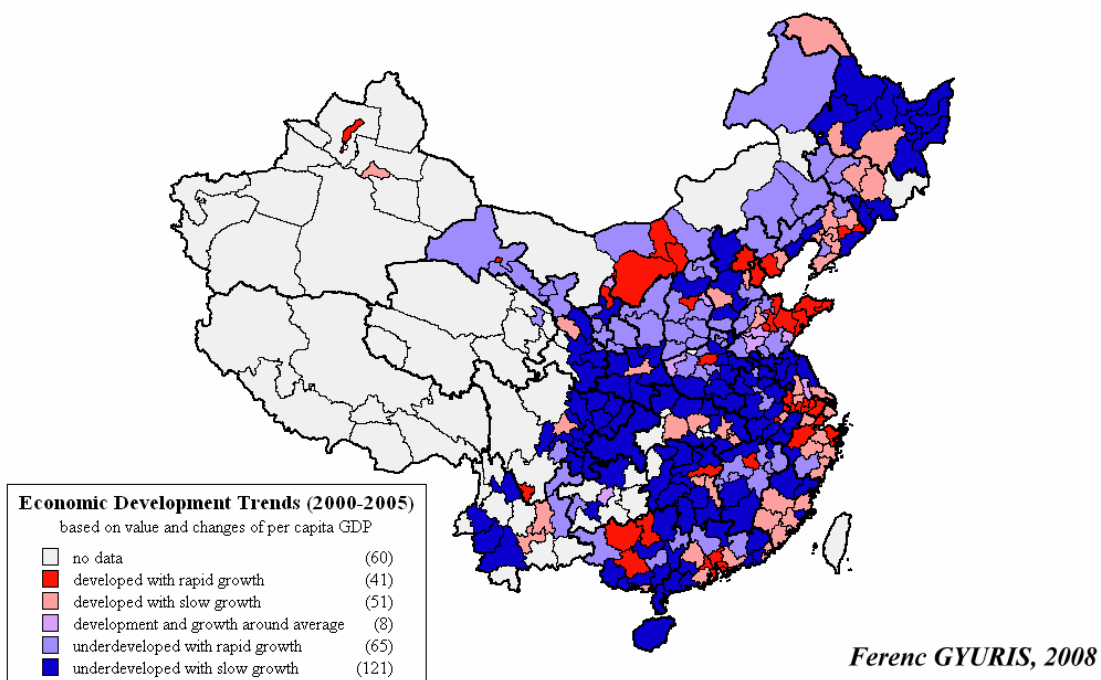 Economic Development Trends (2000-2005)
based on value and changes of per capita GDP
no data (60)
developed with rapid growth (41)
developed with slow growth (51)
development and growth around average (8)
underdeveloped with rapid growth (65)
underdeveloped with slow growth (121)
Ferenc GYURIS, 2008